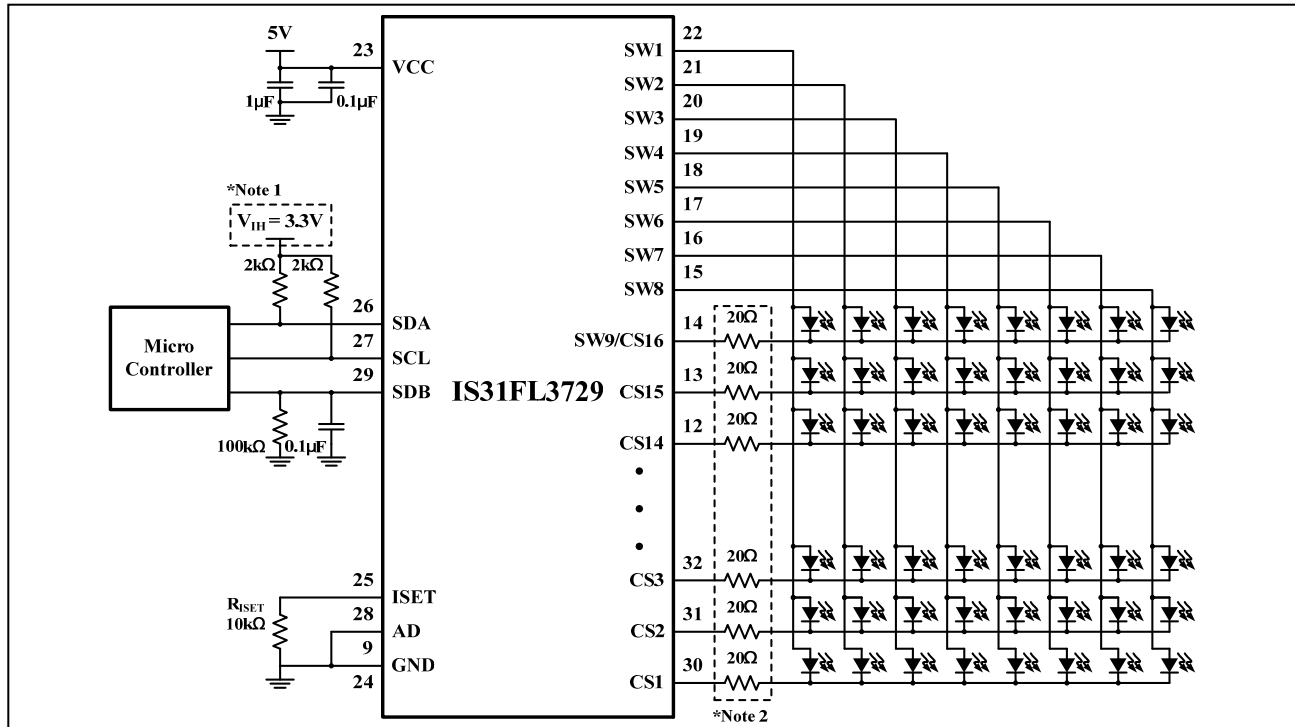 5V
23
VCC
1μF
0.1μF
*Note 1
VIH = 3.3V
2kΩ
2kΩ
26
SDA
27
SCL
29
SDB
Micro
Controller
100kΩ
0.1μF
25
ISET
RISET
10kΩ
28
AD
9
GND
24
IS31FL3729
22
SW1
21
SW2
20
SW3
19
SW4
18
SW5
17
SW6
16
SW7
15
SW8
14
20Ω
SW9/CS16
13
20Ω
CS15
12
20Ω
CS14
32
20Ω
CS3
31
20Ω
CS2
30
20Ω
CS1
*Note 2